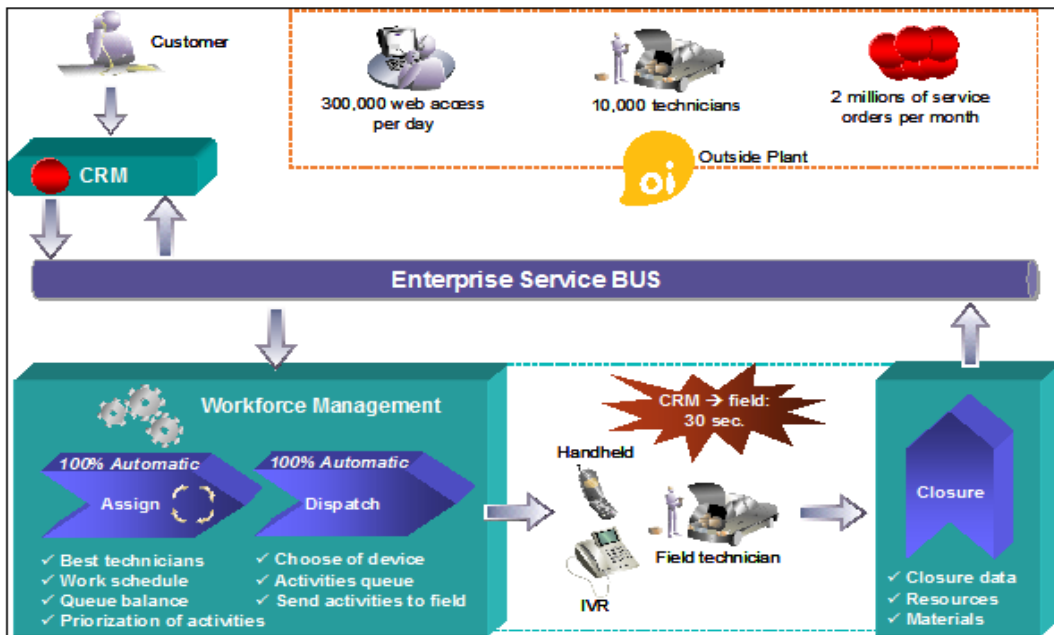 Customer
300,000 web access
per day
10,000 technicians
2 millions of service
orders per month
Outside Plant
oi
CRM
Enterprise Service BUS
Workforce Management
100% Automatic
Assign
100% Automatic
Dispatch
✓ Best technicians
✓ Work schedule
✓ Queue balance
✓ Priorization of activities
✓ Choose of device
✓ Activities queue
✓ Send activities to field
CRM → field:
30 sec.
Handheld
IVR
Field technician
Closure
✓ Closure data
✓ Resources
✓ Materials